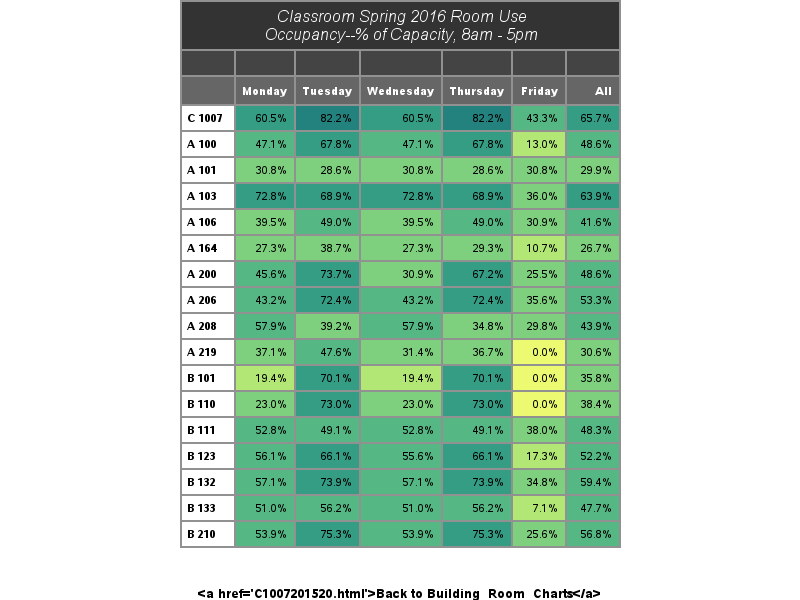 Classroom Spring 2016 Room Use
Occupancy--% of Capacity, 8am - 5pm
Monday Tuesday Wednesday Thursday Friday All
C 1007 60.5% 82.2% 60.5% 82.2% 43.3% 65.7%
A 100 47.1% 67.8% 47.1% 67.8% 13.0% 48.6%
A 101 30.8% 28.6% 30.8% 28.6% 30.8% 29.9%
A 103 72.8% 68.9% 72.8% 68.9% 36.0% 63.9%
A 106 39.5% 49.0% 39.5% 49.0% 30.9% 41.6%
A 164 27.3% 38.7% 27.3% 29.3% 10.7% 26.7%
A 200 45.6% 73.7% 30.9% 67.2% 25.5% 48.6%
A 206 43.2% 72.4% 43.2% 72.4% 35.6% 53.3%
A 208 57.9% 39.2% 57.9% 34.8% 29.8% 43.9%
A 219 37.1% 47.6% 31.4% 36.7% 0.0% 30.6%
B 101 19.4% 70.1% 19.4% 70.1% 0.0% 35.8%
B 110 23.0% 73.0% 23.0% 73.0% 0.0% 38.4%
B 111 52.8% 49.1% 52.8% 49.1% 38.0% 48.3%
B 123 56.1% 66.1% 55.6% 66.1% 17.3% 52.2%
B 132 57.1% 73.9% 57.1% 73.9% 34.8% 59.4%
B 133 51.0% 56.2% 51.0% 56.2% 7.1% 47.7%
B 210 53.9% 75.3% 53.9% 75.3% 25.6% 56.8%
<a href='C1007201520.html'>Back to Building_Room_Charts</a>